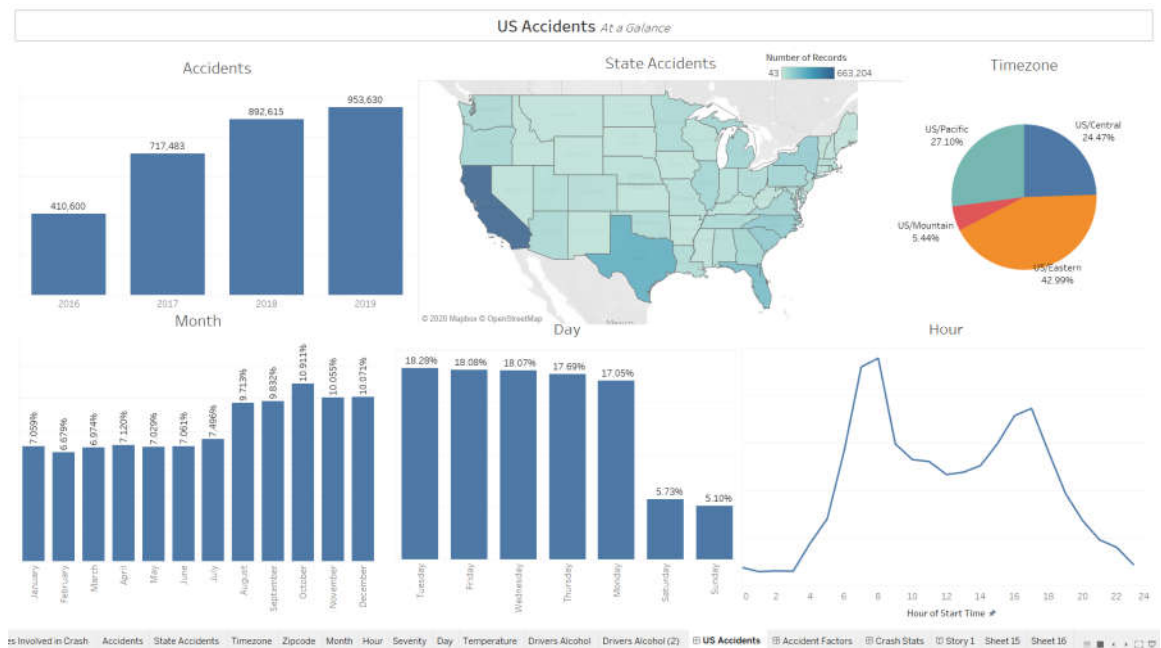 US Accidents At a Galance
Accidents
410,600
717,483
892,615
953,630
2016
2017
2018
2019
State Accidents
Number of Records
43
663,204
© 2020 Mapbox © OpenStreetMap
Mexico
Timezone
US/Pacific
27.10%
US/Central
24.47%
US/Mountain
5.44%
US/Eastern
42.99%
Month
7.059%
6.679%
6.974%
7.120%
7.029%
7.061%
7.496%
9.713%
9.832%
10.911%
10.055%
10.071%
January
February
March
April
May
June
July
August
September
October
November
December
Day
18.28%
18.08%
18.07%
17.69%
17.05%
5.73%
5.10%
Tuesday
Friday
Wednesday
Thursday
Monday
Saturday
Sunday
Hour
0 2 4 6 8 10 12 14 16 18 20 22 24
Hour of Start Time
es Involved in Crash Accidents State Accidents Timezone Zipcode Month Hour Severity Day Temperature Drivers Alcohol Drivers Alcohol (2) US Accidents Accident Factors Crash Stats Story 1 Sheet 15 Sheet 16